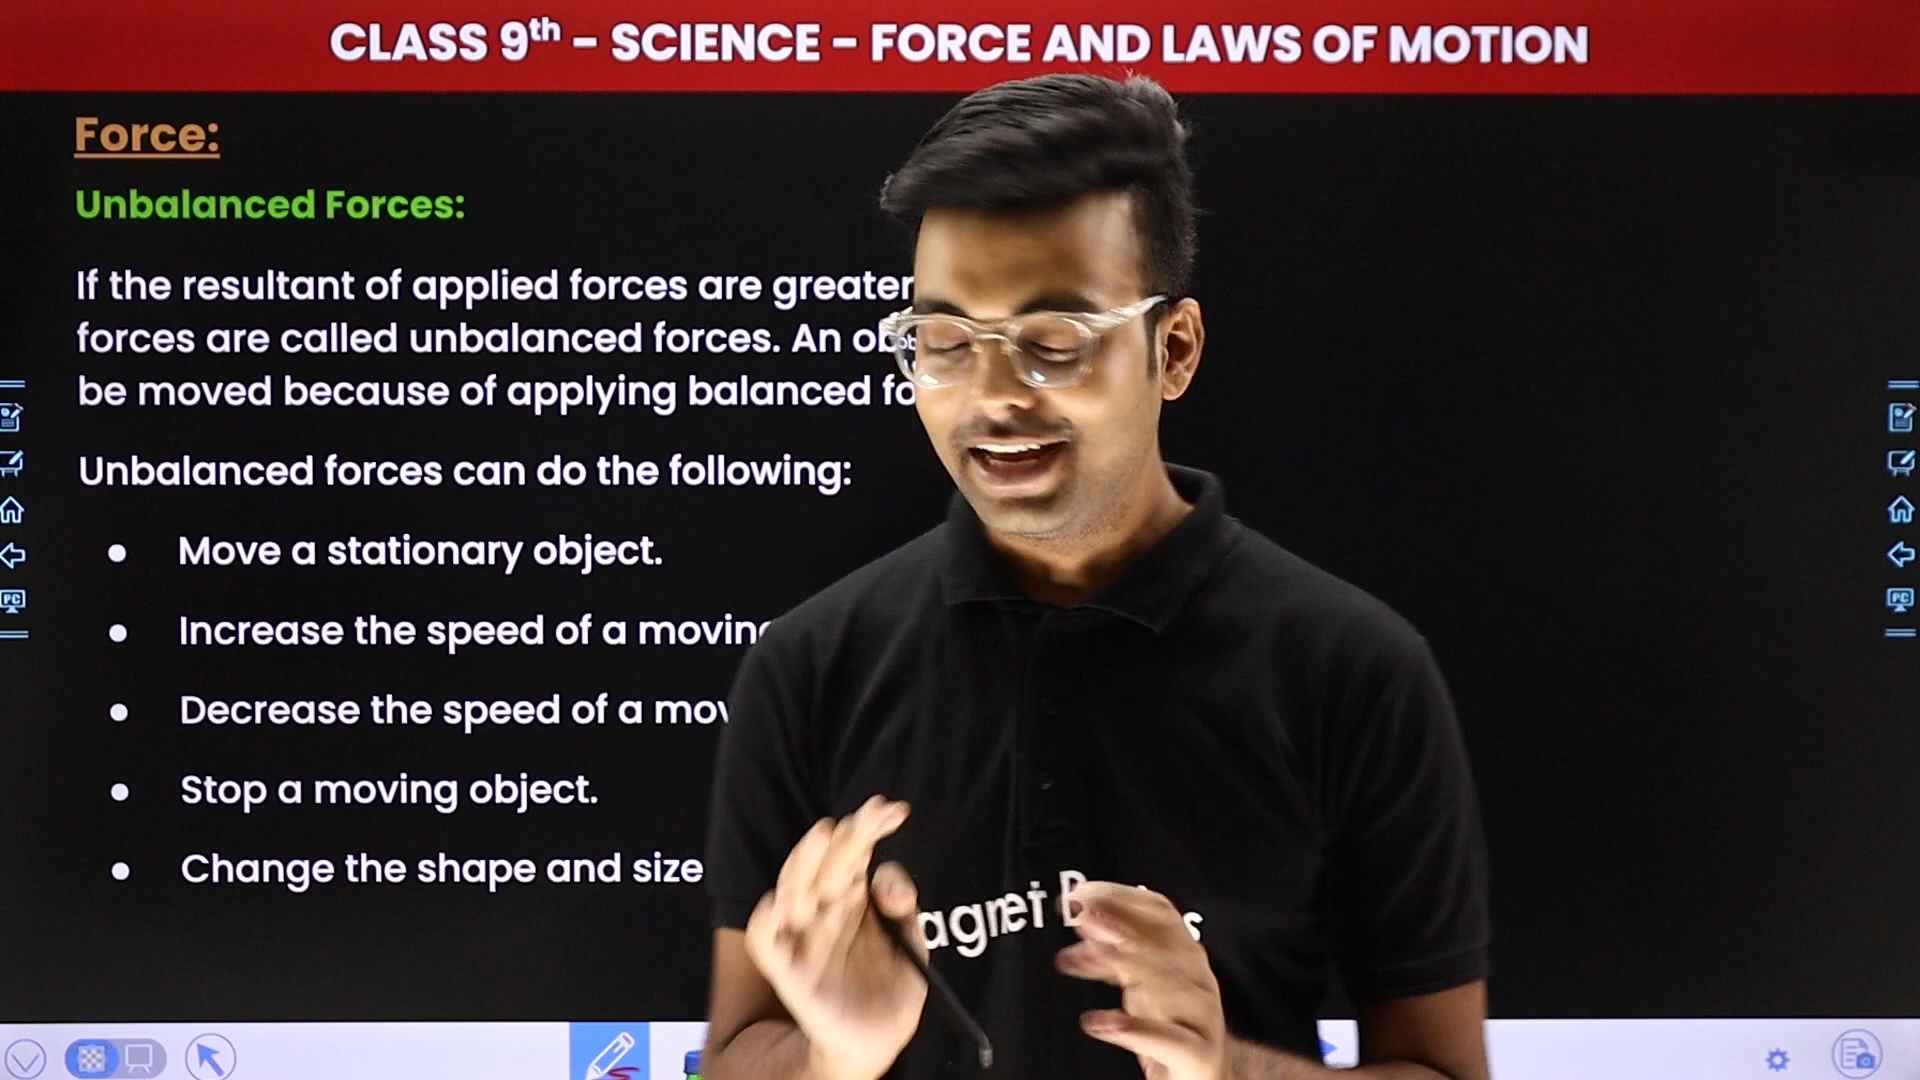 CLASS 9th - SCIENCE - FORCE AND LAWS OF MOTION
Force:
Unbalanced Forces:
If the resultant of applied forces are greater
forces are called unbalanced forces. An
be moved because of applying balanced
Unbalanced forces can do the following:
● Move a stationary object.
● Increase the speed of a moving
● Decrease the speed of a
● Stop a moving object.
● Change the shape and size
agnet B s
PC
PC